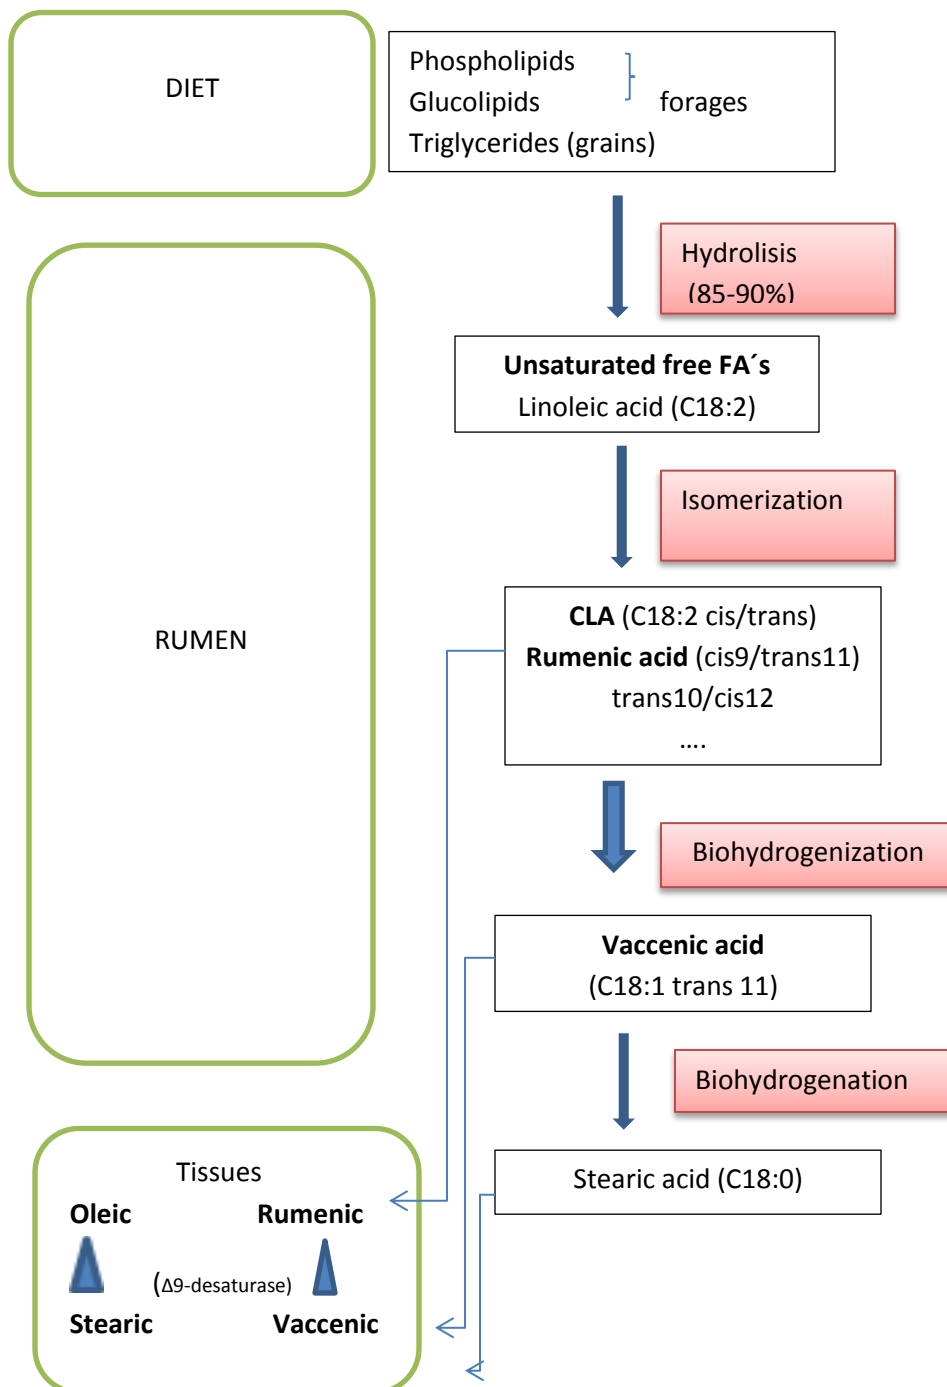 DIET
Phospholipids
Glucolipids forages
Triglycerides (grains)
Hydrolisis
(85-90%)
Unsaturated free FA´s
Linoleic acid (C18:2)
Isomerization
RUMEN
CLA (C18:2 cis/trans)
Rumenic acid (cis9/trans11)
trans10/cis12
....
Biohydrogenization
Vaccenic acid
(C18:1 trans 11)
Biohydrogenation
Stearic acid (C18:0)
Tissues
Oleic Rumenic
(Δ9-desaturase)
Stearic Vaccenic